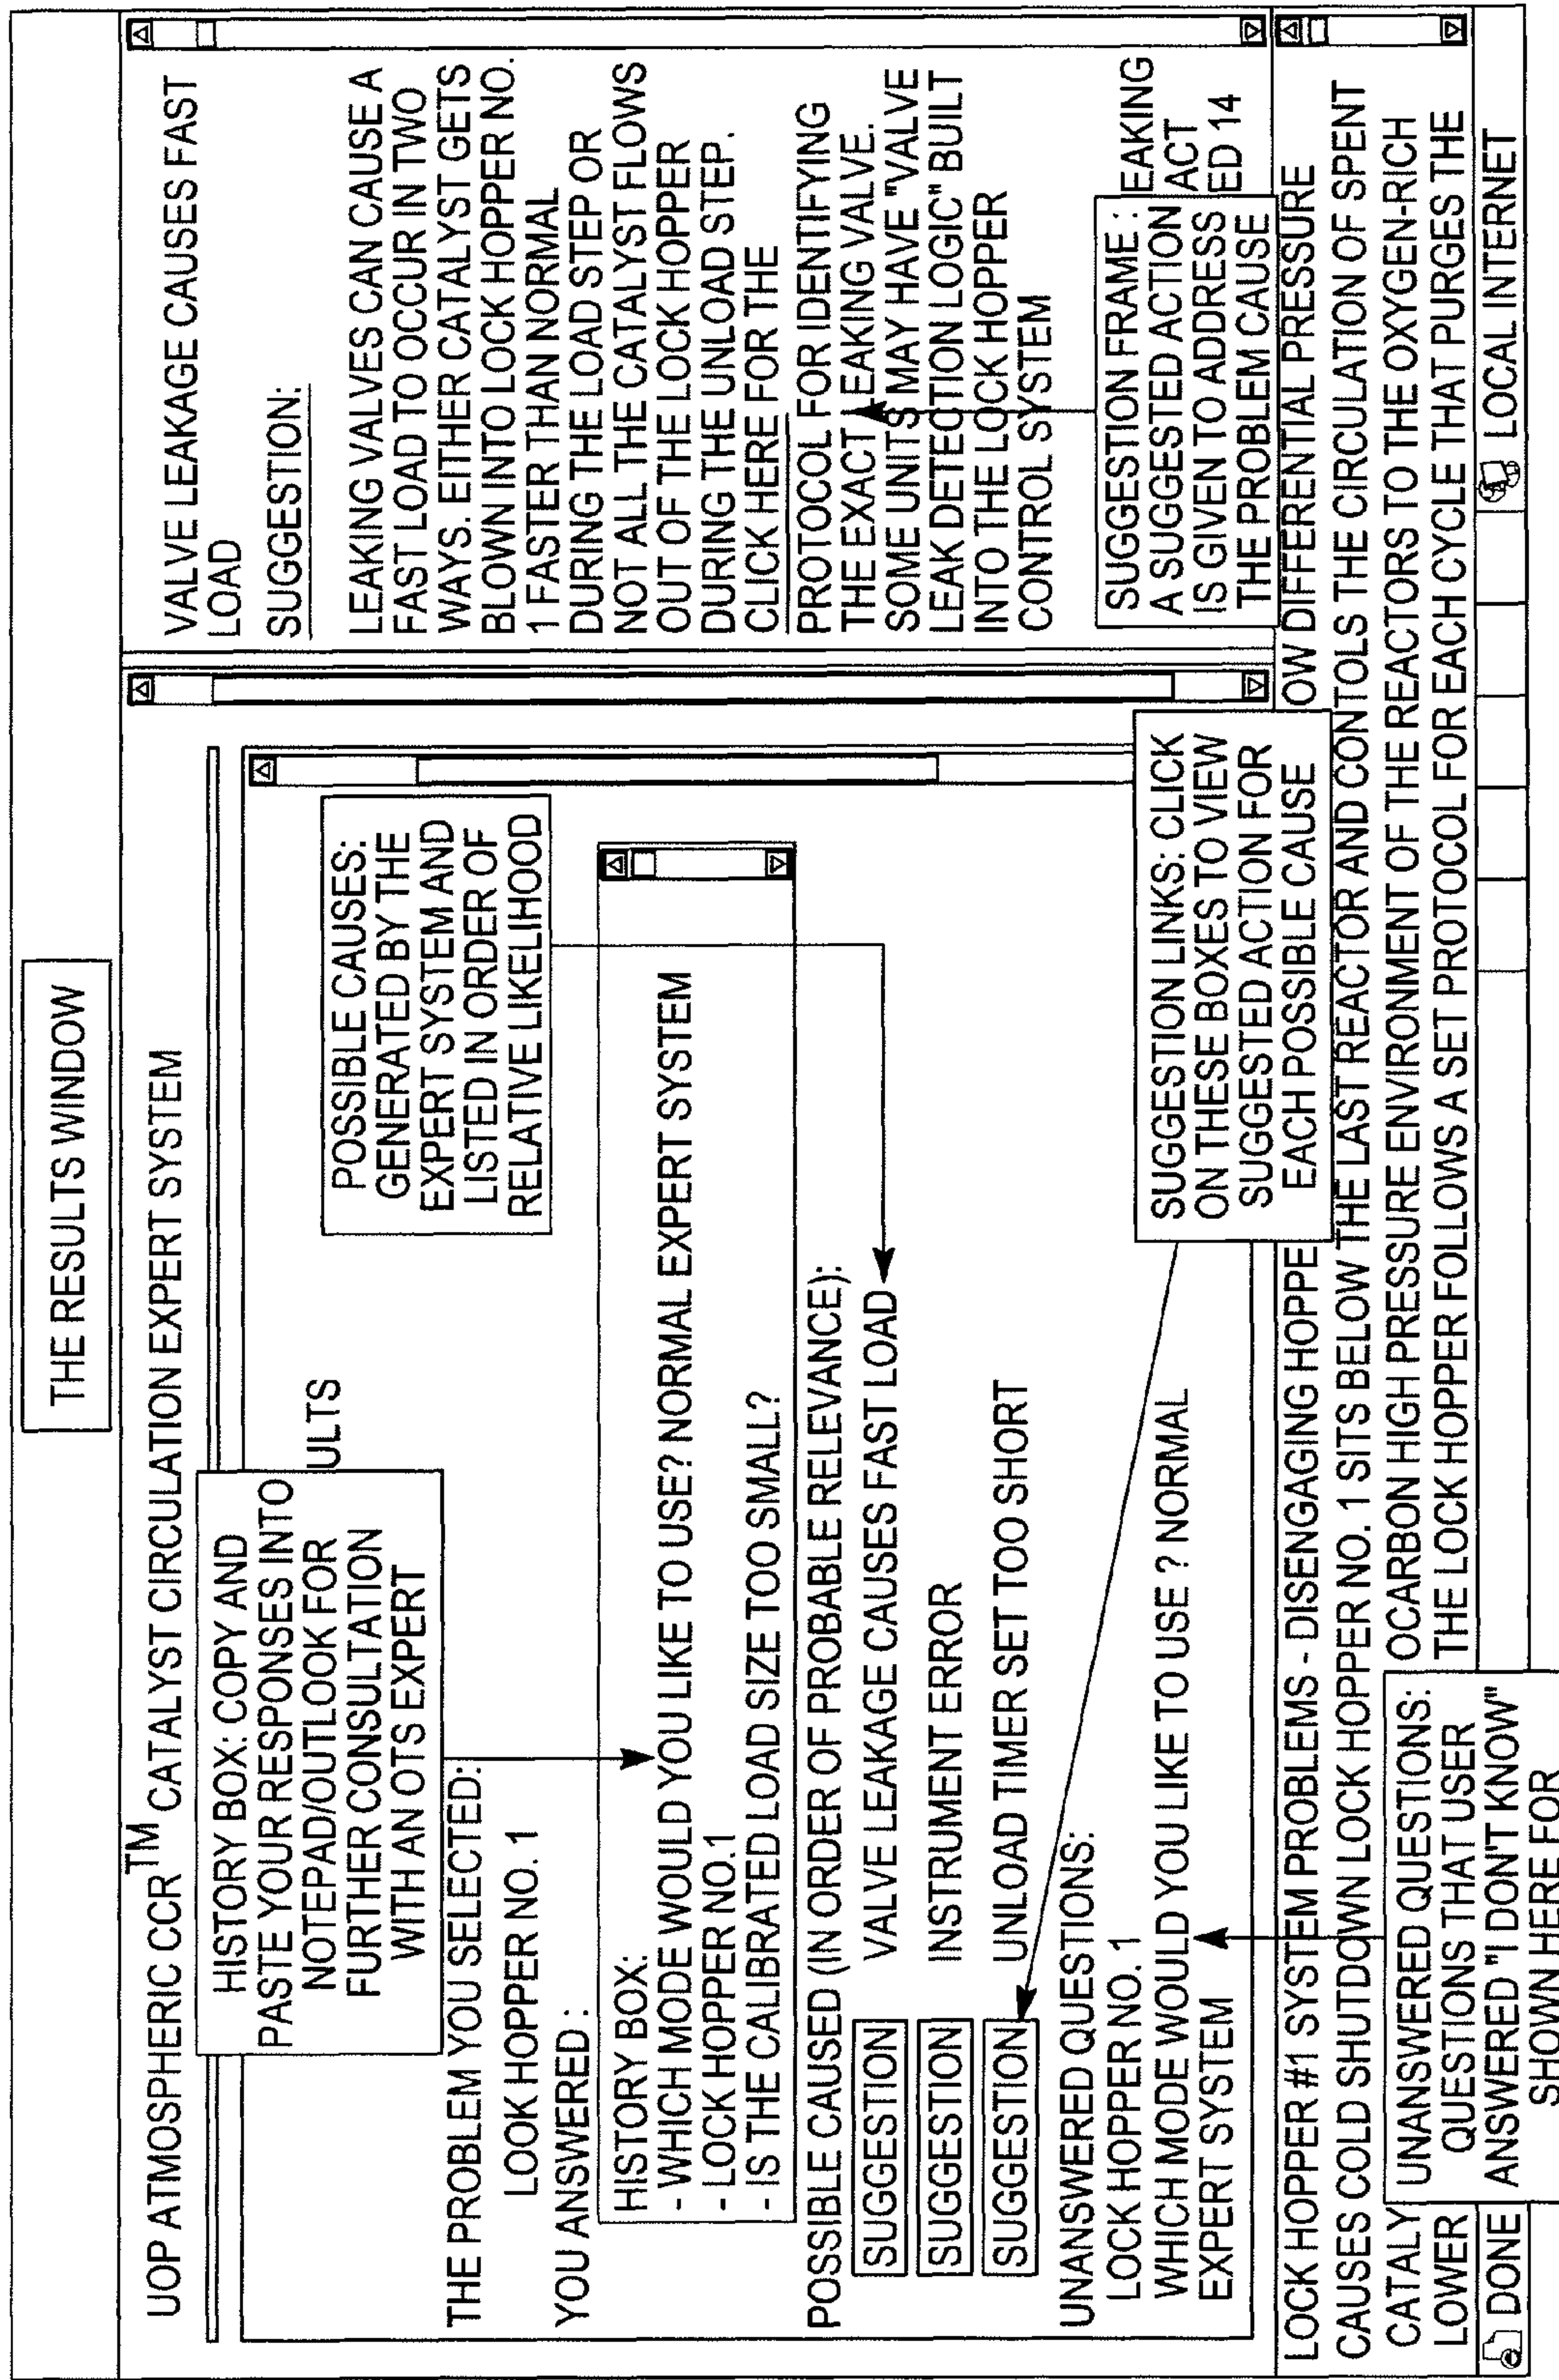 THE RESULTS WINDOW
UOP ATMOSPHERIC CCR™ CATALYST CIRCULATION EXPERT SYSTEM
HISTORY BOX: COPY AND
PASTE YOUR RESPONSES INTO
NOTEPAD/OUTLOOK FOR
FURTHER CONSULTATION
WITH AN OTS EXPERT
ULTS
THE PROBLEM YOU SELECTED:
LOOK HOPPER NO. 1
YOU ANSWERED :
POSSIBLE CAUSES:
GENERATED BY THE
EXPERT SYSTEM AND
LISTED IN ORDER OF
RELATIVE LIKELIHOOD
HISTORY BOX:
- WHICH MODE WOULD YOU LIKE TO USE? NORMAL EXPERT SYSTEM
- LOCK HOPPER NO.1
- IS THE CALIBRATED LOAD SIZE TOO SMALL?
POSSIBLE CAUSED (IN ORDER OF PROBABLE RELEVANCE):
SUGGESTION VALVE LEAKAGE CAUSES FAST LOAD
SUGGESTION INSTRUMENT ERROR
SUGGESTION UNLOAD TIMER SET TOO SHORT
UNANSWERED QUESTIONS:
LOCK HOPPER NO. 1
WHICH MODE WOULD YOU LIKE TO USE ? NORMAL
EXPERT SYSTEM
SUGGESTION LINKS: CLICK
ON THESE BOXES TO VIEW
SUGGESTED ACTION FOR
EACH POSSIBLE CAUSE
VALVE LEAKAGE CAUSES FAST
LOAD
SUGGESTION:
LEAKING VALVES CAN CAUSE A
FAST LOAD TO OCCUR IN TWO
WAYS. EITHER CATALYST GETS
BLOWN INTO LOCK HOPPER NO.
1 FASTER THAN NORMAL
DURING THE LOAD STEP OR
NOT ALL THE CATALYST FLOWS
OUT OF THE LOCK HOPPER
DURING THE UNLOAD STEP.
CLICK HERE FOR THE
PROTOCOL FOR IDENTIFYING
THE EXACT LEAKING VALVE.
SOME UNITS MAY HAVE "VALVE
LEAK DETECTION LOGIC" BUILT
INTO THE LOCK HOPPER
CONTROL SYSTEM
SUGGESTION FRAME :
A SUGGESTED ACTION
IS GIVEN TO ADDRESS
THE PROBLEM CAUSE
EAKING
ACT
ED 14
LOCK HOPPER #1 SYSTEM PROBLEMS - DISENGAGING HOPPE OW DIFFERENTIAL PRESSURE
CAUSES COLD SHUTDOWN LOCK HOPPER NO. 1 SITS BELOW THE LAST REACTOR AND CONTOLS THE CIRCULATION OF SPENT
CATALY OCARBON HIGH PRESSURE ENVIRONMENT OF THE REACTORS TO THE OXYGEN-RICH
LOWER THE LOCK HOPPER FOLLOWS A SET PROTOCOL FOR EACH CYCLE THAT PURGES THE
UNANSWERED QUESTIONS:
QUESTIONS THAT USER
ANSWERED "I DON'T KNOW"
SHOWN HERE FOR
DONE
LOCAL INTERNET